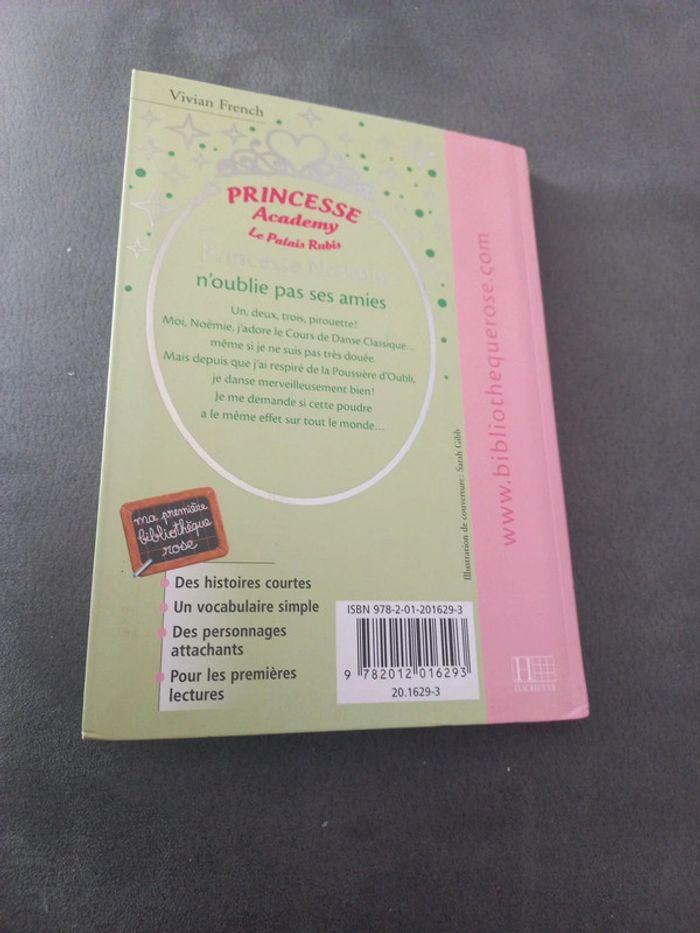 Vivian French
PRINCESSE
Academy
Le Palais Rubis
Princesse Noémie
n'oublie pas ses amies
Un, deux, trois, pirouette!
Moi, Noémie, j'adore le Cours de Danse Classique...
même si je ne suis pas très douée.
Mais depuis que j'ai respiré de la Poussière d'Oubli,
je danse merveilleusement bien!
Je me demande si cette poudre
a le même effet sur tout le monde...
ma première
bibliothèque
rose
Des histoires courtes
Un vocabulaire simple
Des personnages
attachants
Pour les premières
lectures
Illustration de couverture: Sarah Gibb
ISBN 978-2-01-201629-3
9 782012 016293
20.1629-3
www.bibliothequerose.com
H
HACHETTE